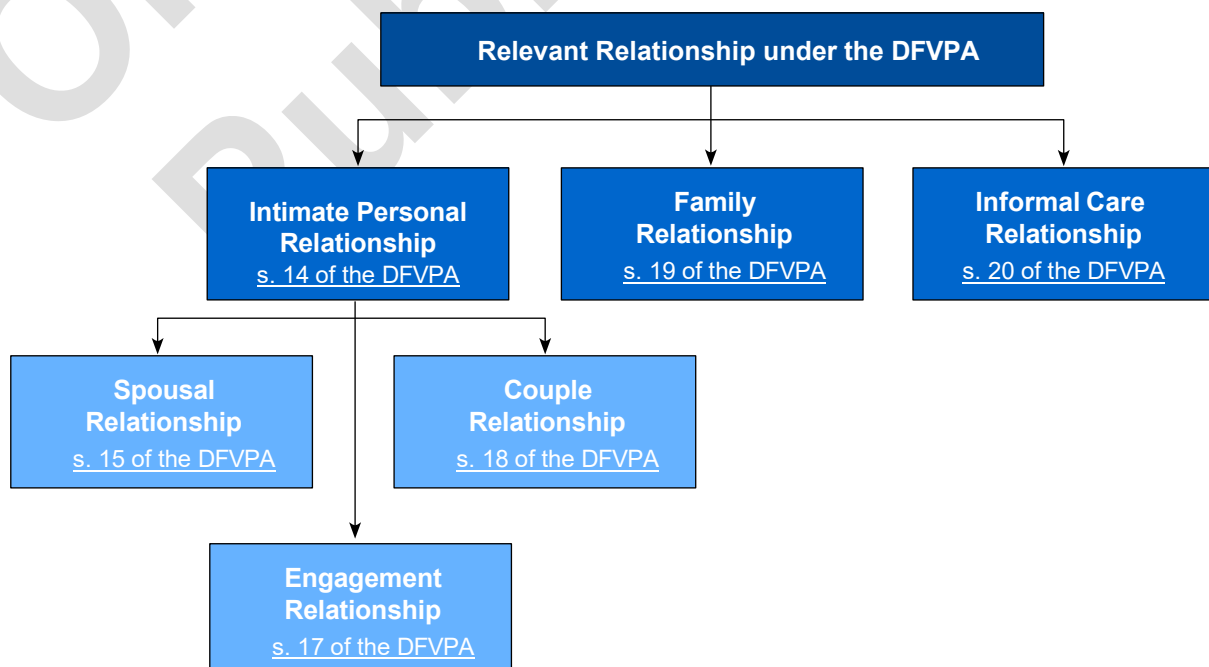 Relevant Relationship under the DFVPA
Intimate Personal
Relationship
s. 14 of the DFVPA
Family
Relationship
s. 19 of the DFVPA
Informal Care
Relationship
s. 20 of the DFVPA
Spousal
Relationship
s. 15 of the DFVPA
Couple
Relationship
s. 18 of the DFVPA
Engagement
Relationship
s. 17 of the DFVPA